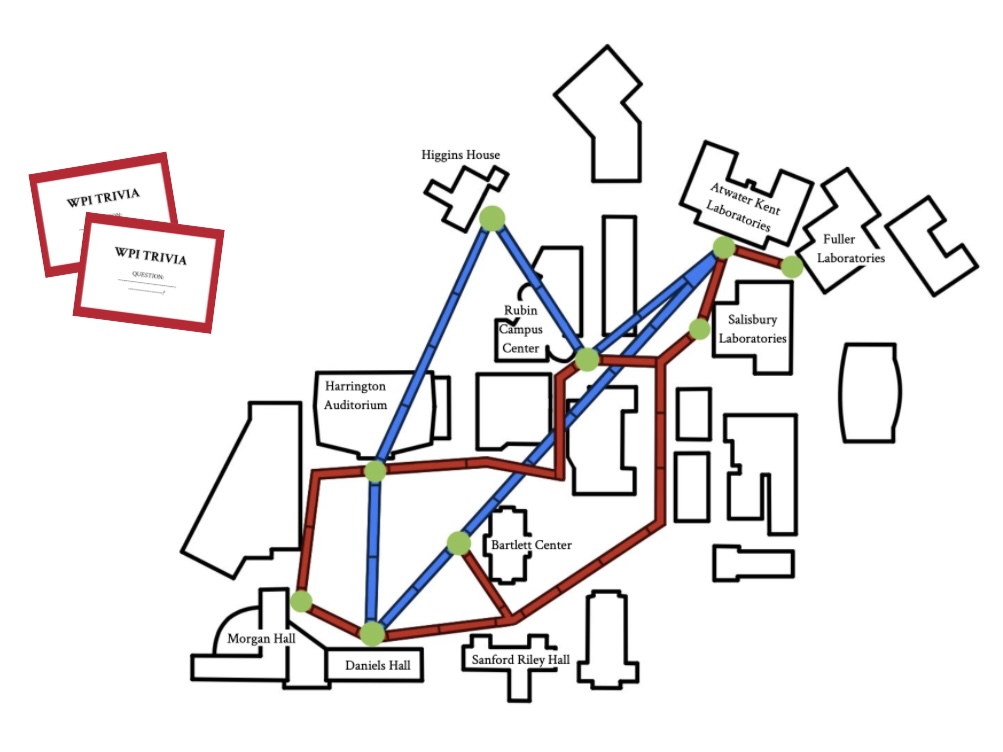 Higgins House
WPI TRIVIA
WPI TRIVIA
QUESTION:
Atwater Kent
Laboratories
Fuller
Laboratories
Rubin
Campus
Center
Salisbury
Laboratories
Harrington
Auditorium
Bartlett Center
Morgan Hall
Daniels Hall
Sanford Riley Hall